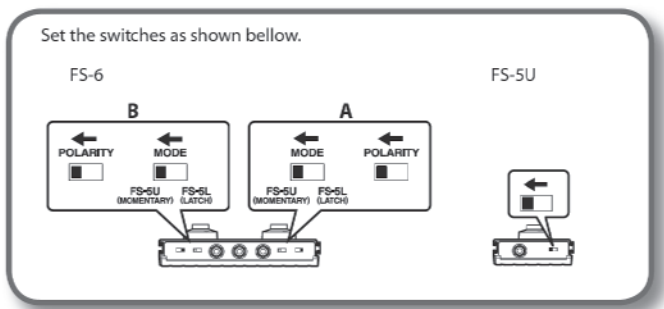 Set the switches as shown bellow.
FS-6
FS-5U
B
A
POLARITY MODE
MODE POLARITY
FS-5U FS-5L
(MOMENTARY) (LATCH)
FS-5U FS-5L
(MOMENTARY) (LATCH)